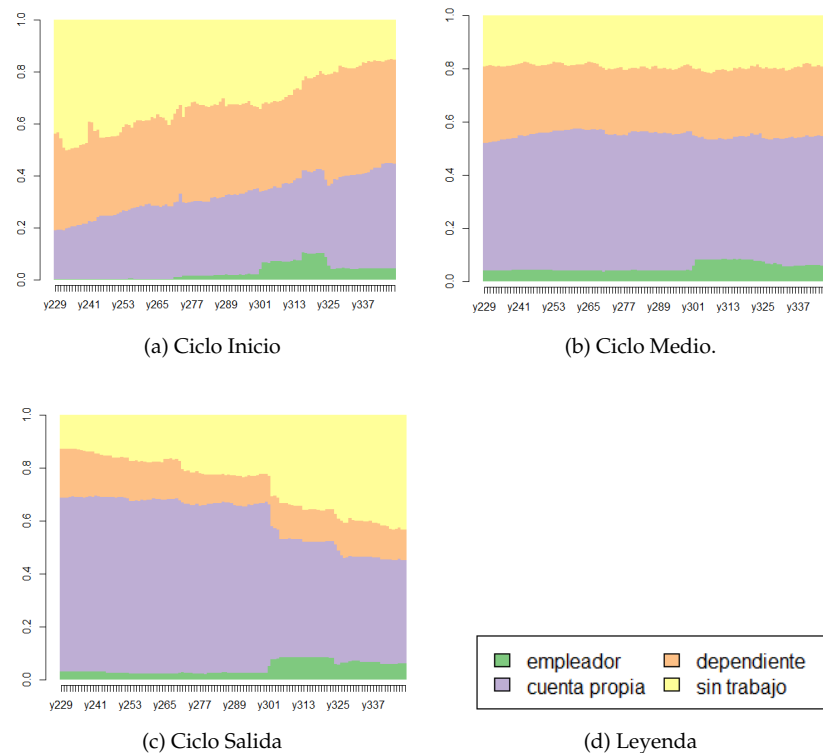 1.0
0.8
0.6
0.4
0.2
0.0
y229 y241 y253 y265 y277 y289 y301 y313 y325 y337
(a) Ciclo Inicio
1.0
0.8
0.6
0.4
0.2
0.0
y229 y241 y253 y265 y277 y289 y301 y313 y325 y337
(b) Ciclo Medio.
1.0
0.8
0.6
0.4
0.2
0.0
y229 y241 y253 y265 y277 y289 y301 y313 y325 y337
(c) Ciclo Salida
empleador dependiente
cuenta propia sin trabajo
(d) Leyenda